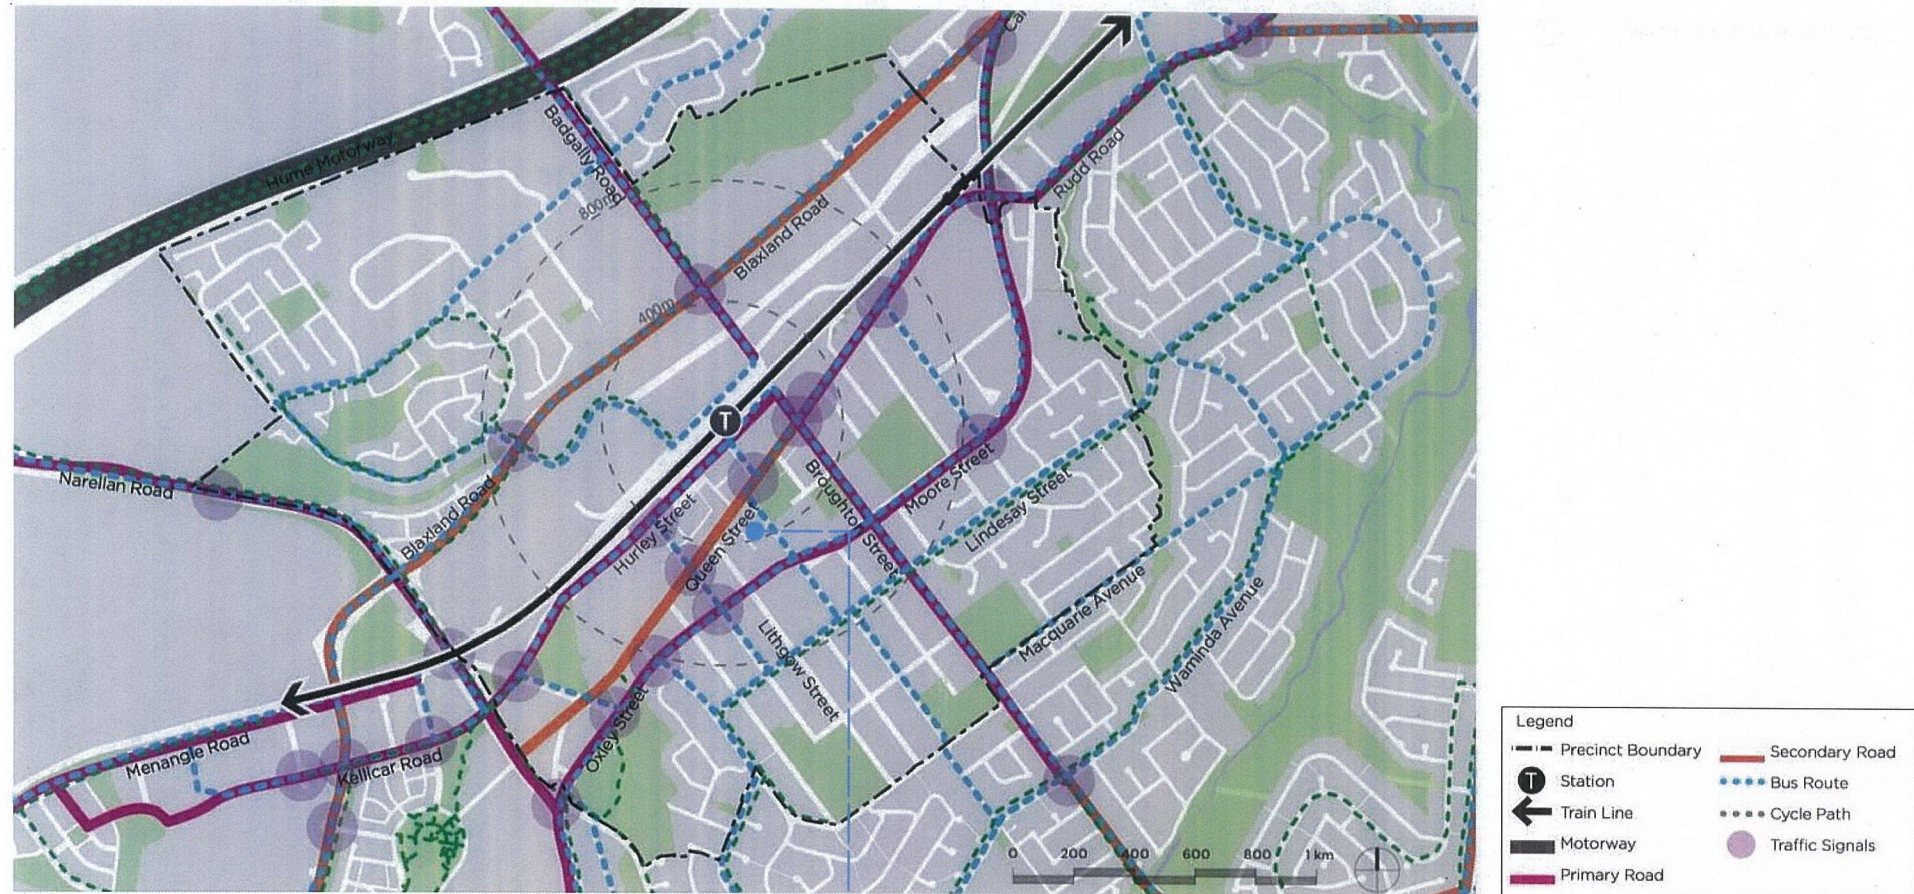 Ca
Hume Motorway
Badgally Road
Rudd Road
800m
Blaxland Road
400m
T
Narellan Road
Blaxland Road
Hurley Street
Queen Street
Broughton Street
Moore Street
Lindesay Street
Macquarie Avenue
Waminda Avenue
Lithgow Street
Oxley Street
Menangle Road
Kellicar Road
0 200 400 600 800 1 km
Legend
Precinct Boundary
T Station
Train Line
Motorway
Primary Road
Secondary Road
Bus Route
Cycle Path
Traffic Signals